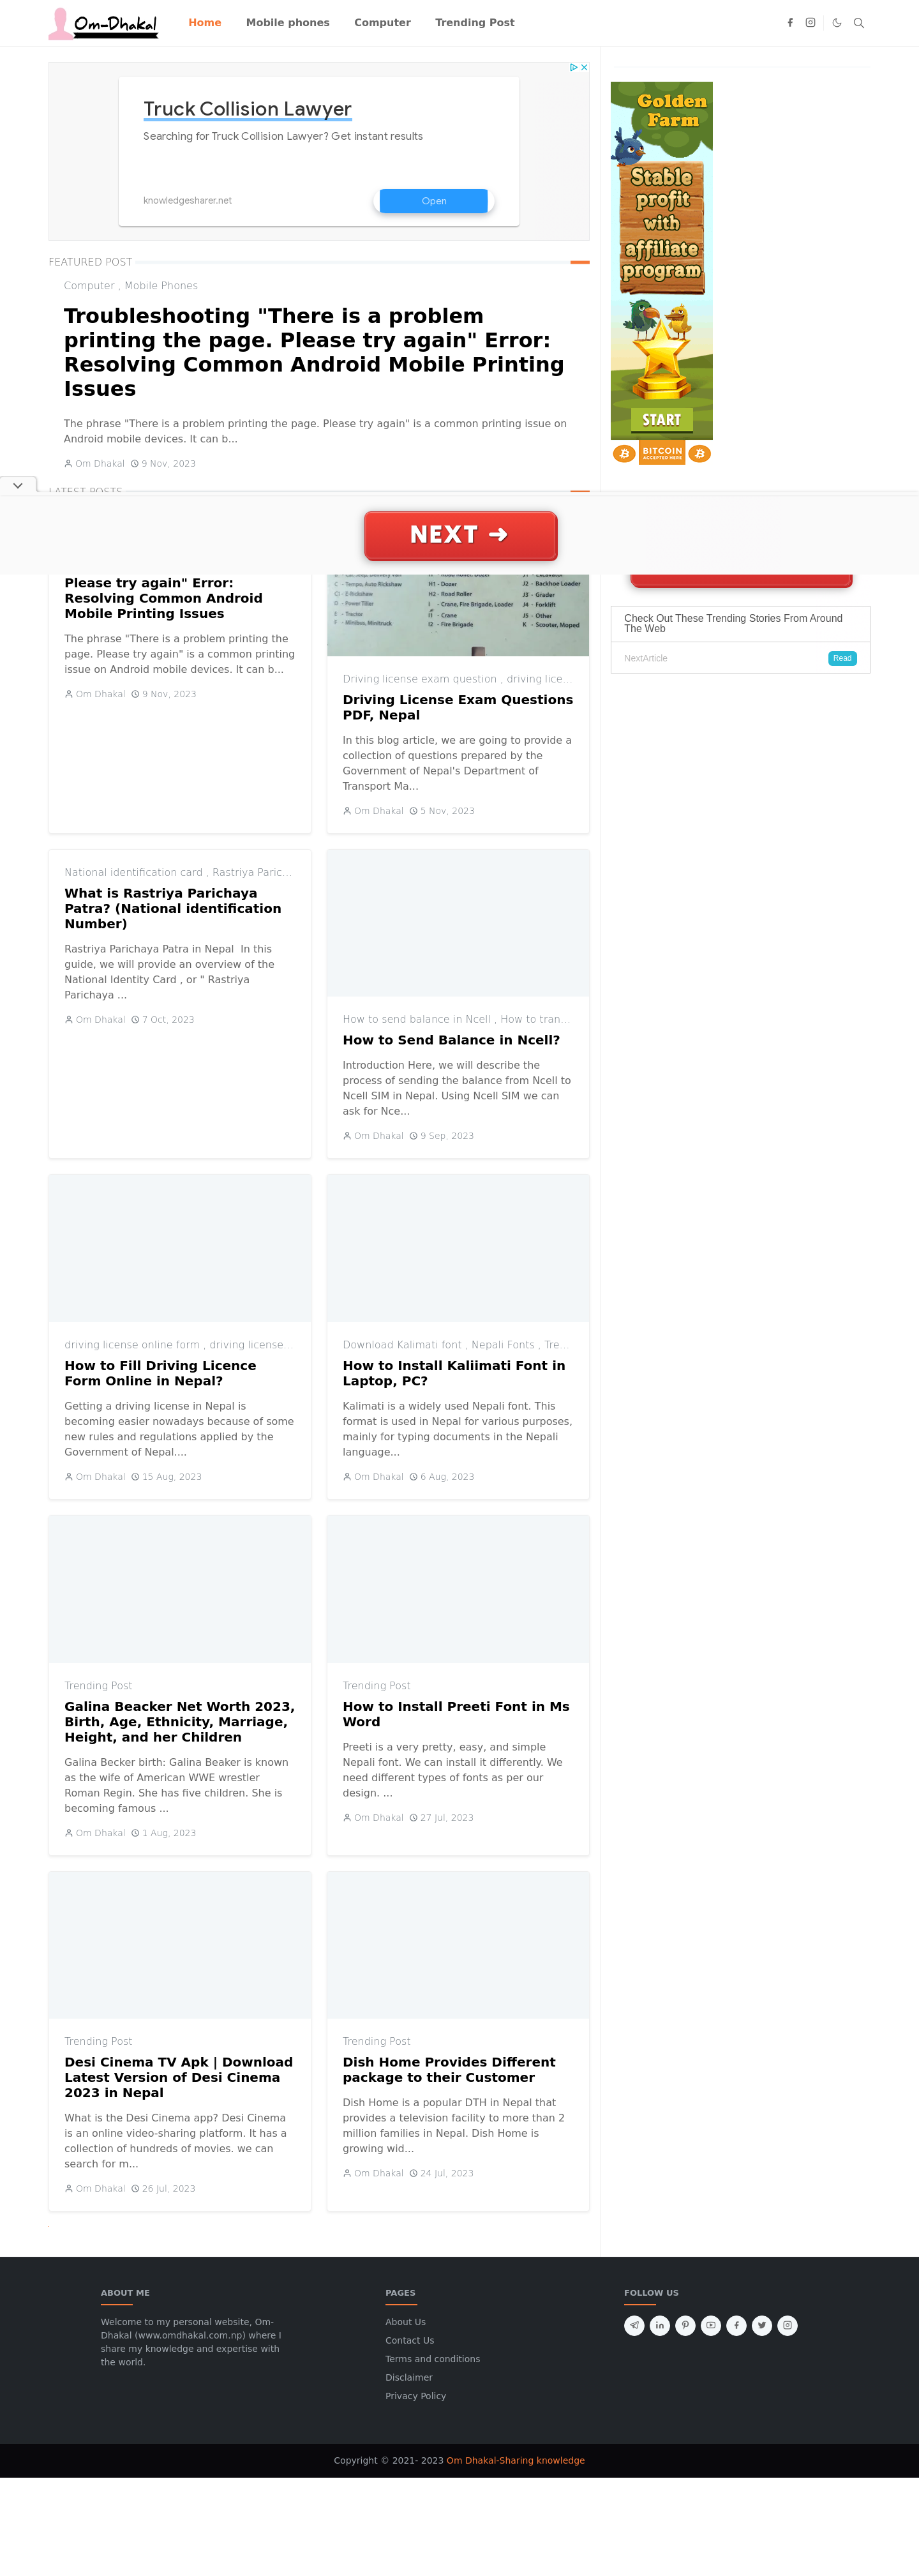 Om-Dhakal
Home
Mobile phones
Computer
Trending Post
Truck Collision Lawyer
Searching for Truck Collision Lawyer? Get instant results
knowledgesharer.net
Open
Golden
Farm
Stable
profit
with
affiliate
program
START
BITCOIN
ACCEPTED HERE
FEATURED POST
Computer , Mobile Phones
Troubleshooting "There is a problem
printing the page. Please try again" Error:
Resolving Common Android Mobile Printing
Issues
The phrase "There is a problem printing the page. Please try again" is a common printing issue on
Android mobile devices. It can b...
Om Dhakal 9 Nov, 2023
LATEST POSTS
NEXT ➜
Please try again" Error:
Resolving Common Android
Mobile Printing Issues
The phrase "There is a problem printing the
page. Please try again" is a common printing
issue on Android mobile devices. It can b...
Om Dhakal 9 Nov, 2023
C - Tempo, Auto Rickshaw
C1- E-Rickshaw
D - Power Tiller
E - Tractor
F - Minibus, Minitruck
H1- Road Roller, Dozer
- Dozer
H2- Road Roller
I - Crane, Fire Brigade, Loader
I1 - Crane
I2 - Fire Brigade
J1 - Excavator
J2 - Backhoe Loader
J3 - Grader
J4 - Forklift
J5 - Other
K - Scooter, Moped
Driving license exam question , driving lice...
Driving License Exam Questions
PDF, Nepal
In this blog article, we are going to provide a
collection of questions prepared by the
Government of Nepal's Department of
Transport Ma...
Om Dhakal 5 Nov, 2023
Check Out These Trending Stories From Around
The Web
NextArticle
Read
National identification card , Rastriya Paric...
What is Rastriya Parichaya
Patra? (National identification
Number)
Rastriya Parichaya Patra in Nepal  In this
guide, we will provide an overview of the
National Identity Card , or " Rastriya
Parichaya ...
Om Dhakal 7 Oct, 2023
How to send balance in Ncell , How to tran...
How to Send Balance in Ncell?
Introduction Here, we will describe the
process of sending the balance from Ncell to
Ncell SIM in Nepal. Using Ncell SIM we can
ask for Nce...
Om Dhakal 9 Sep, 2023
driving license online form , driving license...
How to Fill Driving Licence
Form Online in Nepal?
Getting a driving license in Nepal is
becoming easier nowadays because of some
new rules and regulations applied by the
Government of Nepal....
Om Dhakal 15 Aug, 2023
Download Kalimati font , Nepali Fonts , Tre...
How to Install Kaliimati Font in
Laptop, PC?
Kalimati is a widely used Nepali font. This
format is used in Nepal for various purposes,
mainly for typing documents in the Nepali
language...
Om Dhakal 6 Aug, 2023
Trending Post
Galina Beacker Net Worth 2023,
Birth, Age, Ethnicity, Marriage,
Height, and her Children
Galina Becker birth: Galina Beaker is known
as the wife of American WWE wrestler
Roman Regin. She has five children. She is
becoming famous ...
Om Dhakal 1 Aug, 2023
Trending Post
How to Install Preeti Font in Ms
Word
Preeti is a very pretty, easy, and simple
Nepali font. We can install it differently. We
need different types of fonts as per our
design. ...
Om Dhakal 27 Jul, 2023
Trending Post
Desi Cinema TV Apk | Download
Latest Version of Desi Cinema
2023 in Nepal
What is the Desi Cinema app? Desi Cinema
is an online video-sharing platform. It has a
collection of hundreds of movies. we can
search for m...
Om Dhakal 26 Jul, 2023
Trending Post
Dish Home Provides Different
package to their Customer
Dish Home is a popular DTH in Nepal that
provides a television facility to more than 2
million families in Nepal. Dish Home is
growing wid...
Om Dhakal 24 Jul, 2023
ABOUT ME
Welcome to my personal website, Om-
Dhakal (www.omdhakal.com.np) where I
share my knowledge and expertise with
the world.
PAGES
About Us
Contact Us
Terms and conditions
Disclaimer
Privacy Policy
FOLLOW US
Copyright © 2021- 2023 Om Dhakal-Sharing knowledge